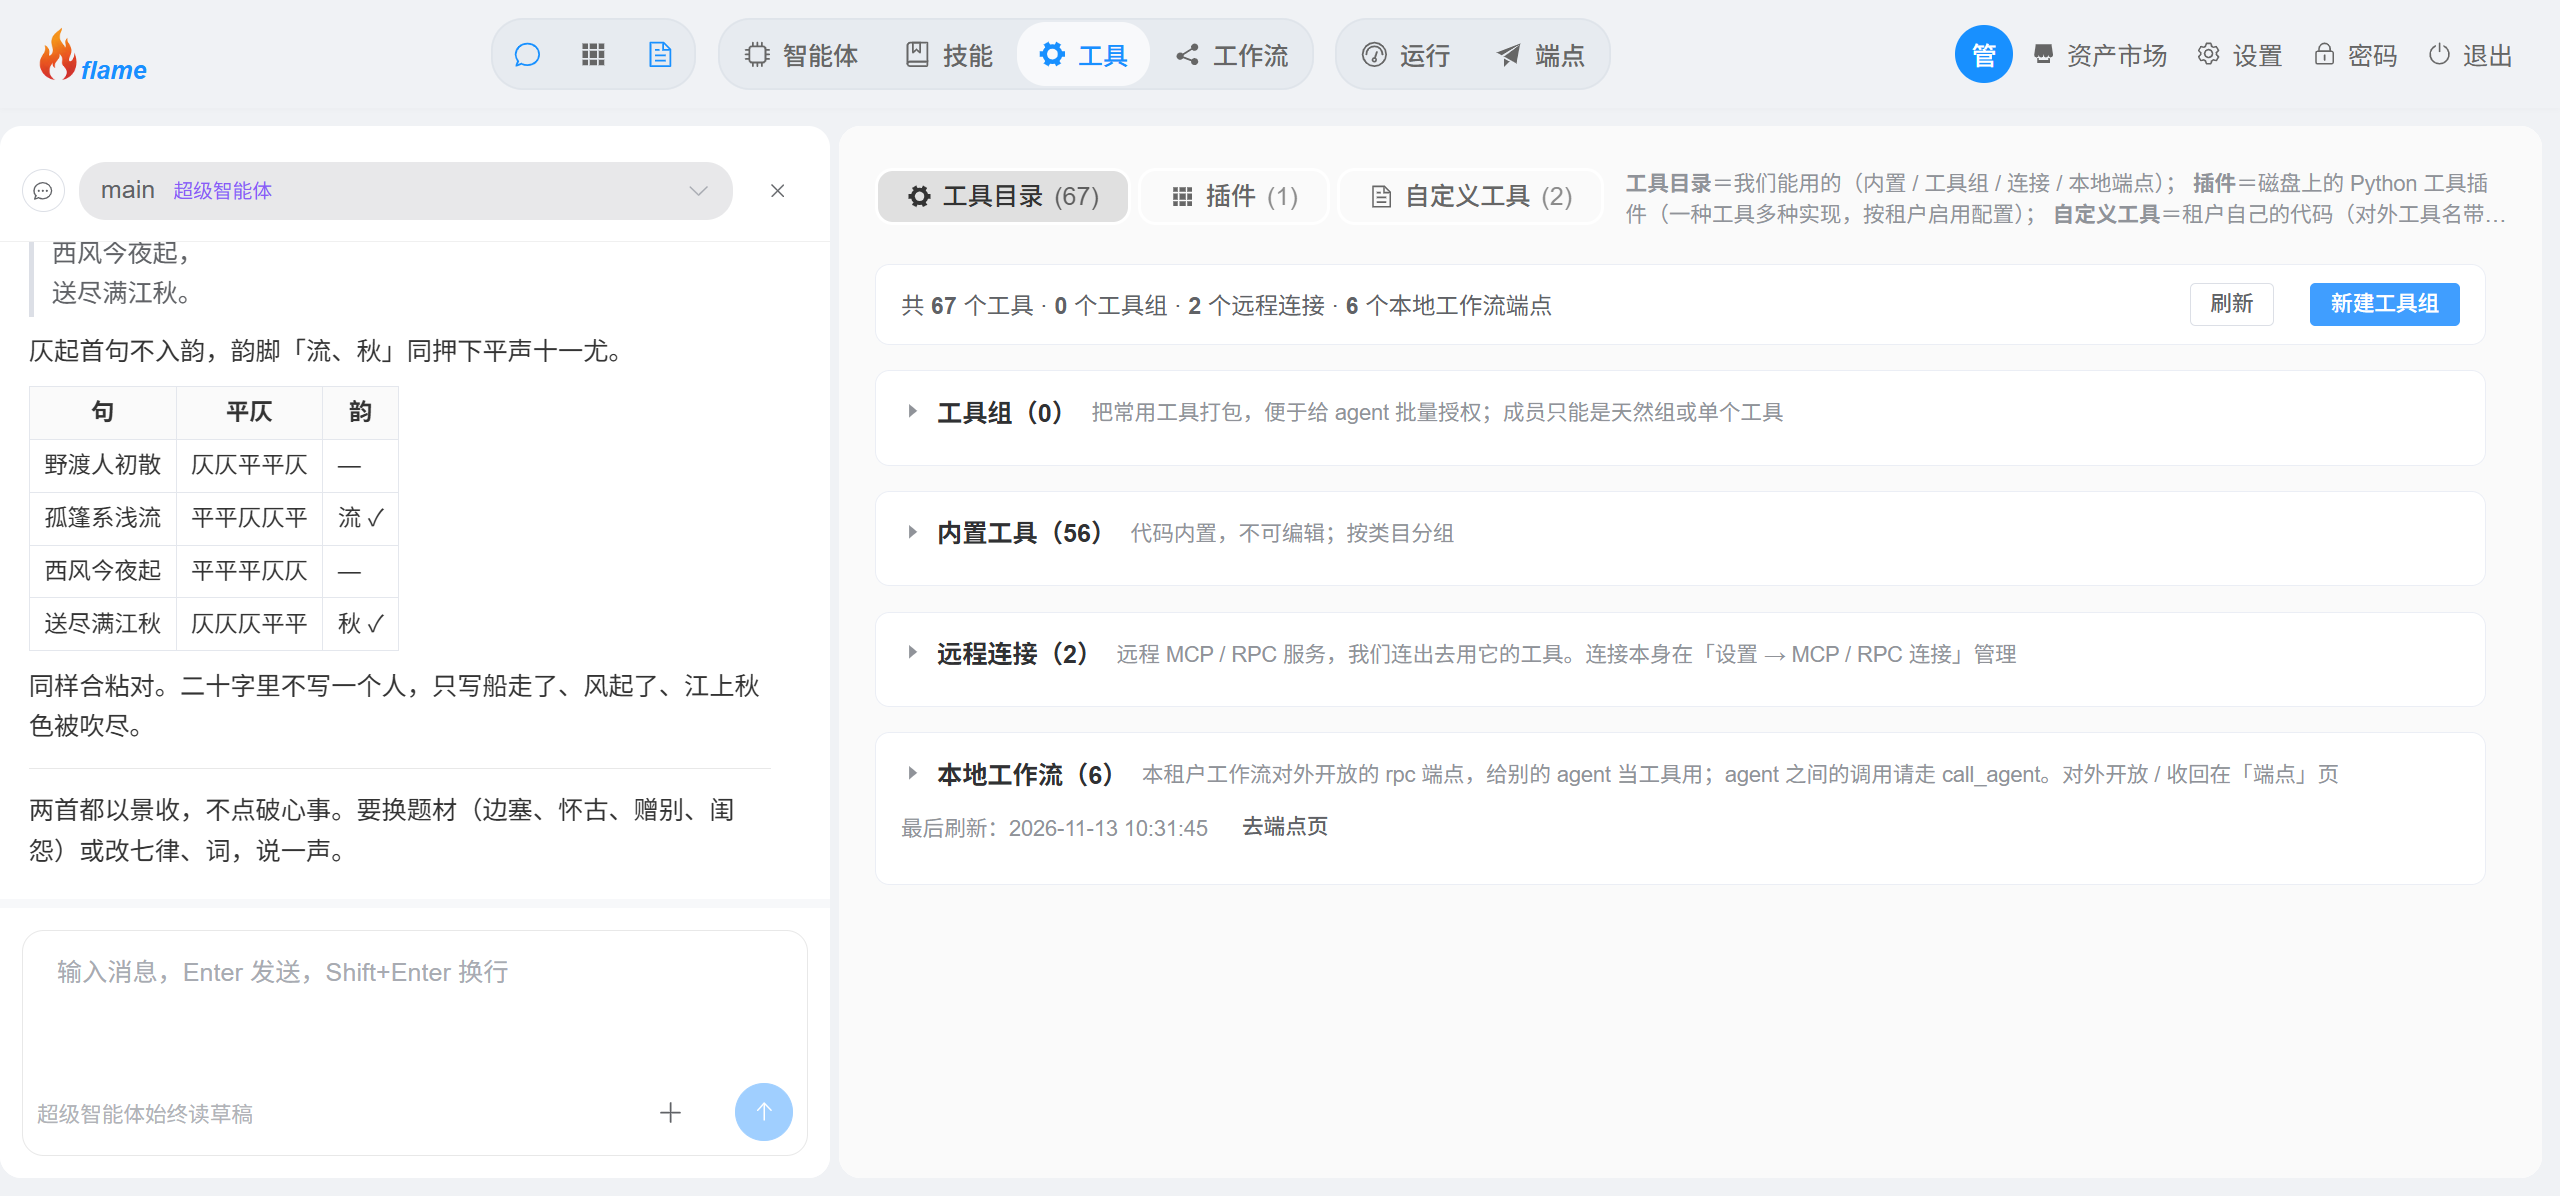 flame
智能体
技能
工具
工作流
运行
端点
管
资产市场
设置
密码
退出
main 超级智能体
西风今夜起，
送尽满江秋。
仄起首句不入韵，韵脚「流、秋」同押下平声十一尤。
句 平仄 韵
野渡人初散 仄仄平平仄 —
孤篷系浅流 平平仄仄平 流 ✓
西风今夜起 平平平仄仄 —
送尽满江秋 仄仄仄平平 秋 ✓
同样合粘对。二十字里不写一个人，只写船走了、风起了、江上秋
色被吹尽。
两首都以景收，不点破心事。要换题材（边塞、怀古、赠别、闺
怨）或改七律、词，说一声。
输入消息，Enter 发送，Shift+Enter 换行
超级智能体始终读草稿
工具目录 (67)
插件 (1)
自定义工具 (2)
工具目录＝我们能用的（内置 / 工具组 / 连接 / 本地端点）； 插件＝磁盘上的 Python 工具插
件（一种工具多种实现，按租户启用配置）； 自定义工具＝租户自己的代码（对外工具名带…
共 67 个工具 · 0 个工具组 · 2 个远程连接 · 6 个本地工作流端点
刷新
新建工具组
工具组（0） 把常用工具打包，便于给 agent 批量授权；成员只能是天然组或单个工具
内置工具（56） 代码内置，不可编辑；按类目分组
远程连接（2） 远程 MCP / RPC 服务，我们连出去用它的工具。连接本身在「设置 → MCP / RPC 连接」管理
本地工作流（6） 本租户工作流对外开放的 rpc 端点，给别的 agent 当工具用；agent 之间的调用请走 call_agent。对外开放 / 收回在「端点」页
最后刷新：2026-11-13 10:31:45 去端点页